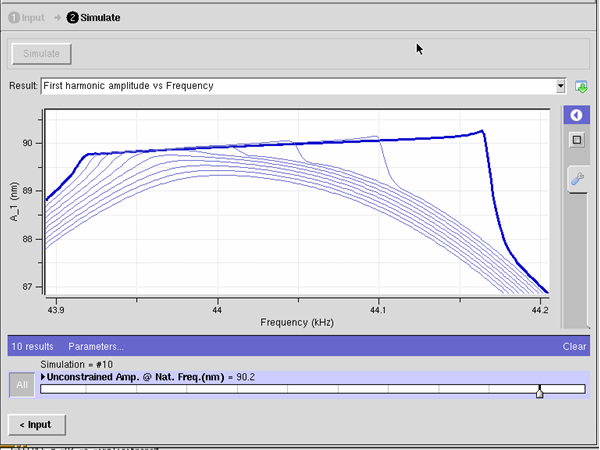 1 Input → 2 Simulate
Simulate
Result: First harmonic amplitude vs Frequency
A_1 (nm)
90
89
88
87
43.9 44 44.1 44.2
Frequency (kHz)
10 results Parameters... Clear
Simulation = #10
All
Unconstrained Amp. @ Nat. Freq.(nm) = 90.2
< Input